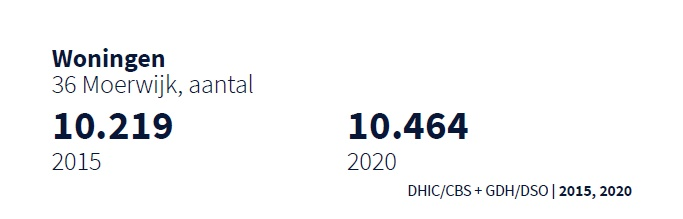 Woningen
36 Moerwijk, aantal
10.219 10.464
2015 2020
DHIC/CBS + GDH/DSO | 2015, 2020